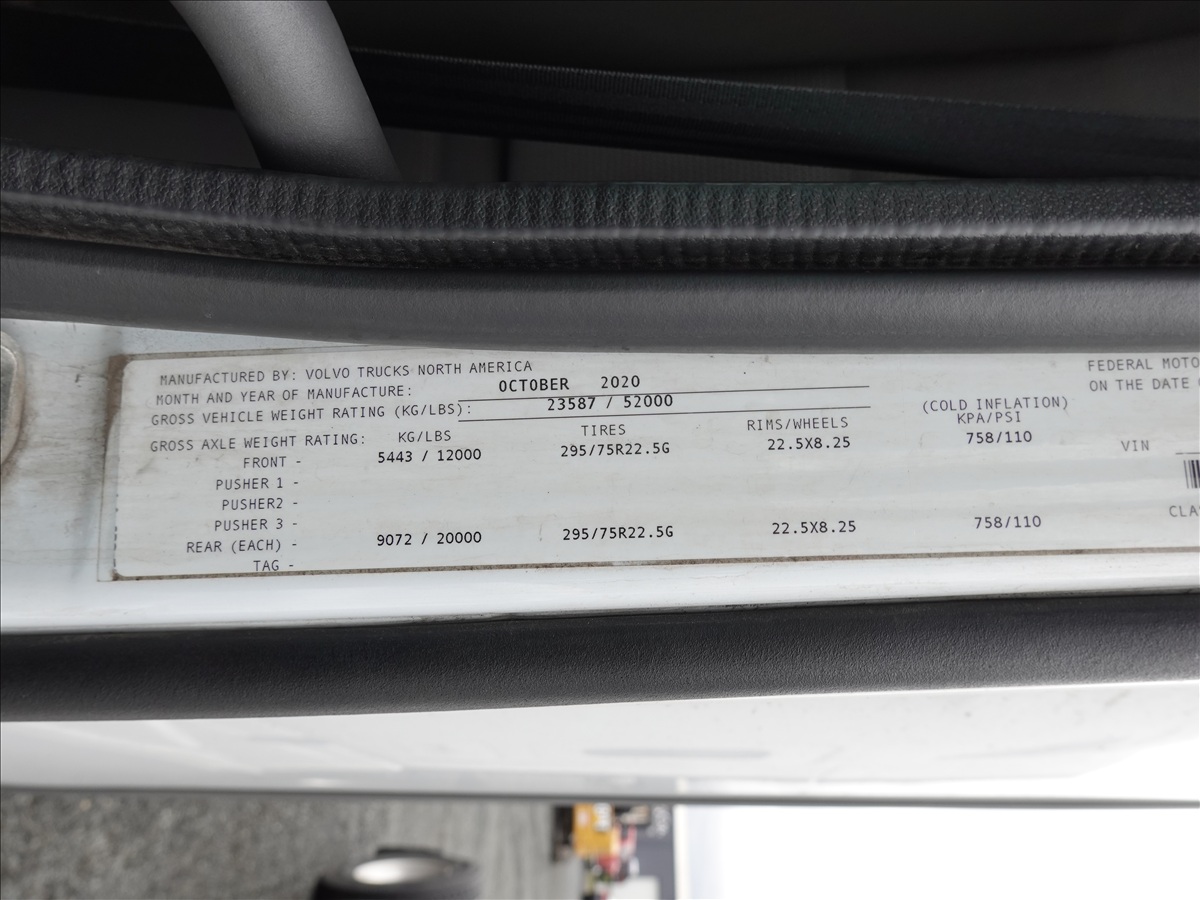 MANUFACTURED BY: VOLVO TRUCKS NORTH AMERICA
MONTH AND YEAR OF MANUFACTURE: OCTOBER 2020
GROSS VEHICLE WEIGHT RATING (KG/LBS): 23587 / 52000
GROSS AXLE WEIGHT RATING: KG/LBS TIRES RIMS/WHEELS (COLD INFLATION) KPA/PSI
FRONT - 5443 / 12000 295/75R22.5G 22.5X8.25 758/110
PUSHER 1 -
PUSHER2 -
PUSHER 3 -
REAR (EACH) - 9072 / 20000 295/75R22.5G 22.5X8.25 758/110
TAG -
FEDERAL MOTO
ON THE DATE
VIN
CLA